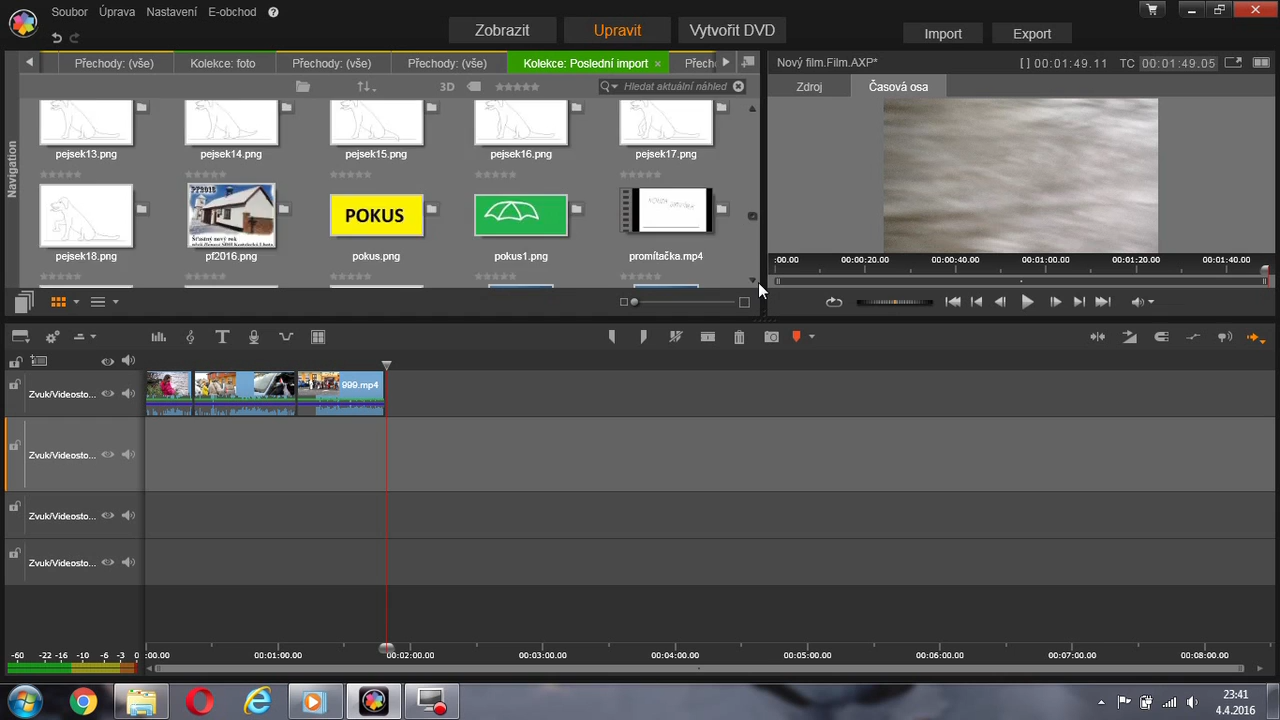 Soubor Úprava Nastavení E-obchod ?
Zobrazit Upravit Vytvořit DVD
Import Export
Přechody: (vše) Kolekce: foto Přechody: (vše) Přechody: (vše) Kolekce: Poslední import × Přech
Nový film.Film.AXP* [ ] 00:01:49.11 TC 00:01:49.05
3D Hledat aktuální náhled
Zdroj Časová osa
Navigation
pejsek13.png pejsek14.png pejsek15.png pejsek16.png pejsek17.png
PF2016
Šťastný nový rok
POKUS
pejsek18.png pf2016.png pokus.png pokus1.png promítačka.mp4
:00.00 00:00:20.00 00:00:40.00 00:01:00.00 00:01:20.00 00:01:40.00
Zvuk/Videosto...
999.mp4
Zvuk/Videosto...
Zvuk/Videosto...
Zvuk/Videosto...
-60 -22 -16 -10 -6 -3 0 :00.00 00:01:00.00 00:02:00.00 00:03:00.00 00:04:00.00 00:05:00.00 00:06:00.00 00:07:00.00 00:08:00.00
23:41
4.4.2016